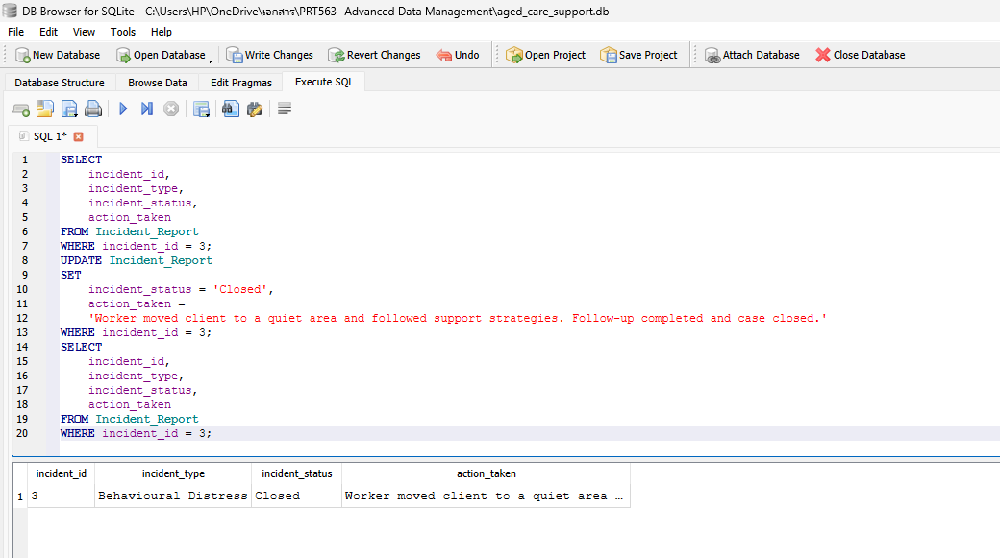 DB Browser for SQLite - C:\Users\HP\OneDrive\เอกสาร\PRT563- Advanced Data Management\aged_care_support.db
File Edit View Tools Help
New Database Open Database Write Changes Revert Changes Undo Open Project Save Project Attach Database Close Database
Database Structure Browse Data Edit Pragmas Execute SQL
SQL 1*
1 SELECT
2 incident_id,
3 incident_type,
4 incident_status,
5 action_taken
6 FROM Incident_Report
7 WHERE incident_id = 3;
8 UPDATE Incident_Report
9 SET
10 incident_status = 'Closed',
11 action_taken =
12 'Worker moved client to a quiet area and followed support strategies. Follow-up completed and case closed.'
13 WHERE incident_id = 3;
14 SELECT
15 incident_id,
16 incident_type,
17 incident_status,
18 action_taken
19 FROM Incident_Report
20 WHERE incident_id = 3;
incident_id incident_type incident_status action_taken
1 3 Behavioural Distress Closed Worker moved client to a quiet area …